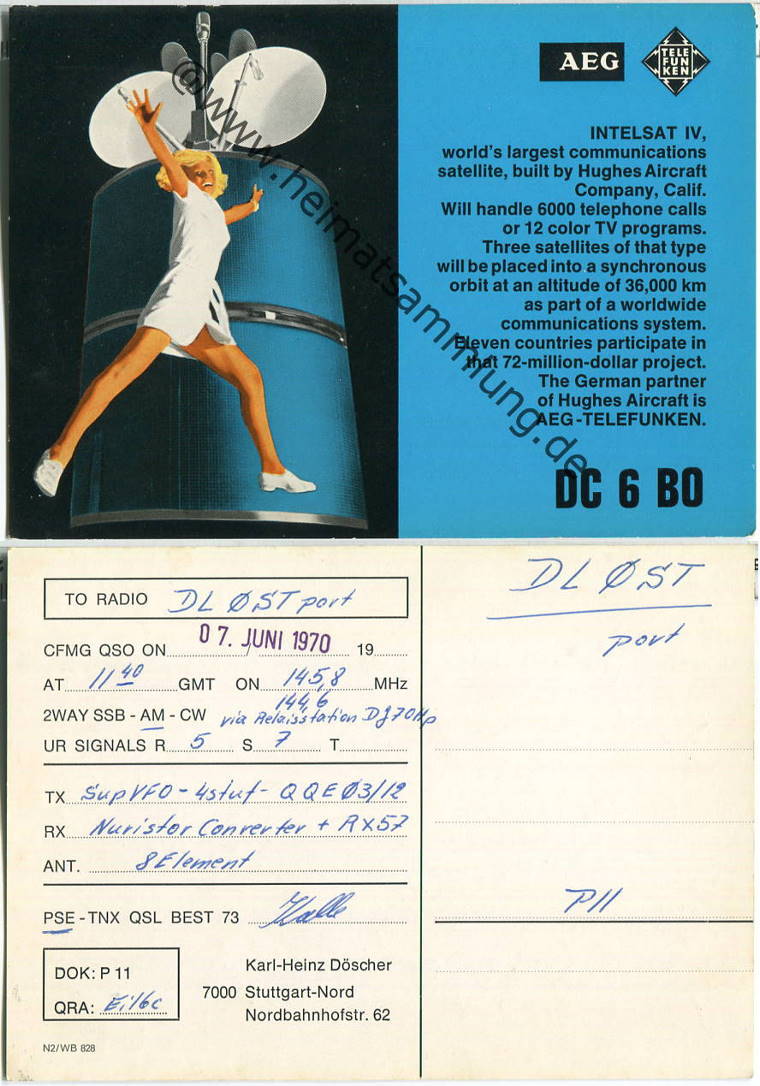 AEG
TELE
FUN
KEN
INTELSAT IV,
world's largest communications
satellite, built by Hughes Aircraft
Company, Calif.
Will handle 6000 telephone calls
or 12 color TV programs.
Three satellites of that type
will be placed into a synchronous
orbit at an altitude of 36,000 km
as part of a worldwide
communications system.
Eleven countries participate in
that 72-million-dollar project.
The German partner
of Hughes Aircraft is
AEG-TELEFUNKEN.
DC 6 BO
@www.heimatsammlung.de
TO RADIO DL ØST port
CFMG QSO ON 07. JUNI 1970 19
AT 11 40 GMT ON 145,8 MHz
144,6
2WAY SSB - AM - CW via Relaisstation DJ7OHp
UR SIGNALS R 5 S 7 T
TX Sup VFO - 4stuf - QQE Ø3/12
RX Nuvistor Converter + RX57
ANT. 8Element
PSE - TNX QSL BEST 73 Kalle
DOK: P 11
QRA: Ei16c
Karl-Heinz Döscher
7000 Stuttgart-Nord
Nordbahnhofstr. 62
N2/WB 828
DL ØST
port
P11